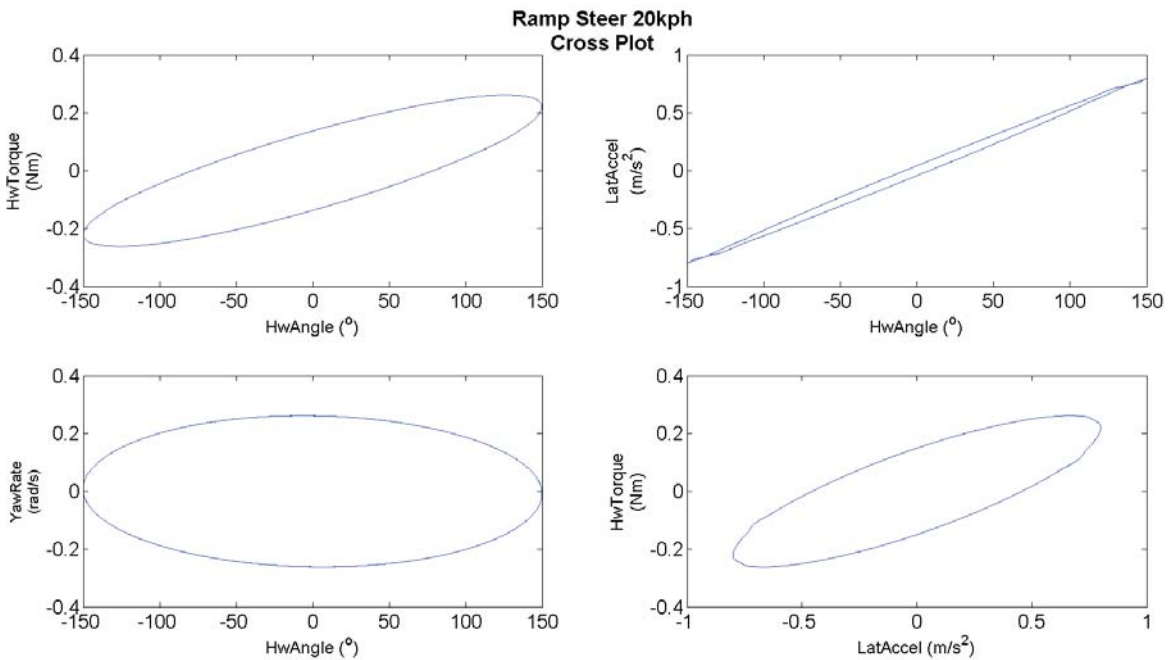 Ramp Steer 20kph
Cross Plot
0.4
0.2
0
-0.2
-0.4
HwTorque
(Nm)
-150 -100 -50 0 50 100 150
HwAngle (°)
1
0.5
0
-0.5
-1
LatAccel
(m/s²)
-150 -100 -50 0 50 100 150
HwAngle (°)
0.4
0.2
0
-0.2
-0.4
YawRate
(rad/s)
-150 -100 -50 0 50 100 150
HwAngle (°)
0.4
0.2
0
-0.2
-0.4
HwTorque
(Nm)
-1 -0.5 0 0.5 1
LatAccel (m/s²)